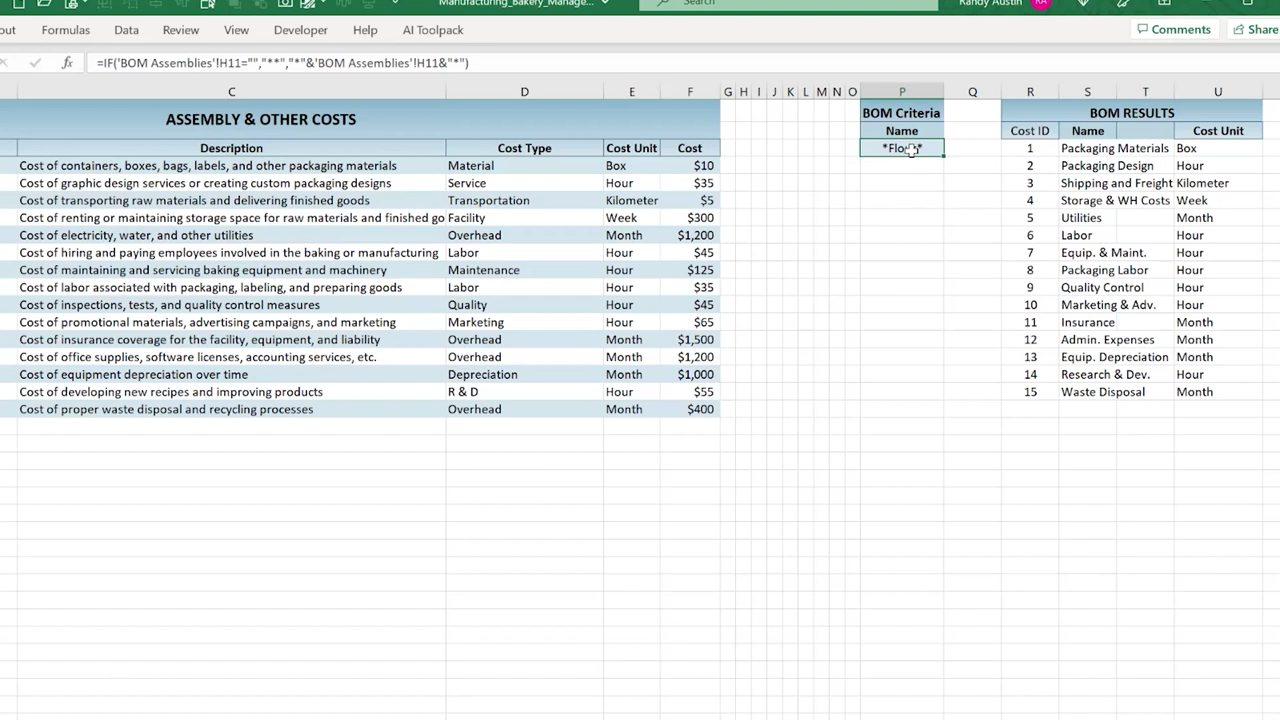 Manufacturing_Bakery_Manage...
Search
Randy Austin
RA
out Formulas Data Review View Developer Help AI Toolpack
Comments
Share
fx =IF('BOM Assemblies'!H11="","**","*"&'BOM Assemblies'!H11&"*")
C D E F G H I J K L M N O P Q R S T U
ASSEMBLY & OTHER COSTS BOM Criteria BOM RESULTS
Name Cost ID Name Cost Unit
Description Cost Type Cost Unit Cost 1 Packaging Materials Box
Cost of containers, boxes, bags, labels, and other packaging materials Material Box $10 2 Packaging Design Hour
Cost of graphic design services or creating custom packaging designs Service Hour $35 3 Shipping and Freight Kilometer
Cost of transporting raw materials and delivering finished goods Transportation Kilometer $5 4 Storage & WH Costs Week
Cost of renting or maintaining storage space for raw materials and finished go Facility Week $300 5 Utilities Month
Cost of electricity, water, and other utilities Overhead Month $1,200 6 Labor Hour
Cost of hiring and paying employees involved in the baking or manufacturing Labor Hour $45 7 Equip. & Maint. Hour
Cost of maintaining and servicing baking equipment and machinery Maintenance Hour $125 8 Packaging Labor Hour
Cost of labor associated with packaging, labeling, and preparing goods Labor Hour $35 9 Quality Control Hour
Cost of inspections, tests, and quality control measures Quality Hour $45 10 Marketing & Adv. Hour
Cost of promotional materials, advertising campaigns, and marketing Marketing Hour $65 11 Insurance Month
Cost of insurance coverage for the facility, equipment, and liability Overhead Month $1,500 12 Admin. Expenses Month
Cost of office supplies, software licenses, accounting services, etc. Overhead Month $1,200 13 Equip. Depreciation Month
Cost of equipment depreciation over time Depreciation Month $1,000 14 Research & Dev. Hour
Cost of developing new recipes and improving products R & D Hour $55 15 Waste Disposal Month
Cost of proper waste disposal and recycling processes Overhead Month $400